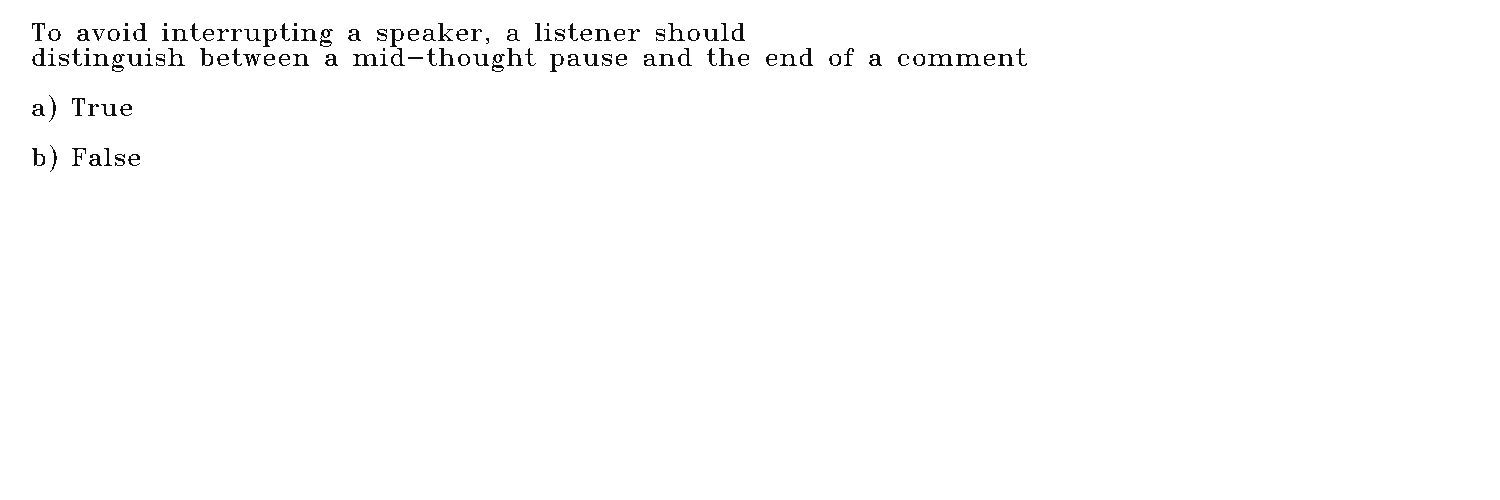 To avoid interrupting a speaker, a listener should
distinguish between a mid-thought pause and the end of a comment
a) True
b) False